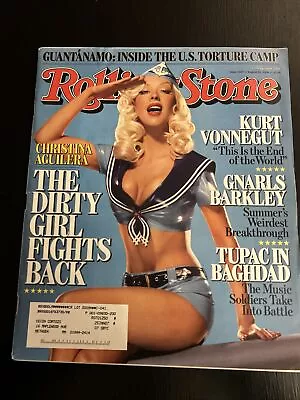 GUANTÁNAMO: INSIDE THE U.S. TORTURE CAMP
Rolling Stone
KURT
VONNEGUT
"This Is the End
of the World"
GNARLS
BARKLEY
Summer's
Weirdest
Breakthrough
TUPAC IN
BAGHDAD
The Music
Soldiers Take
Into Battle
CHRISTINA
AGUILERA
THE
DIRTY
GIRL
FIGHTS
BACK